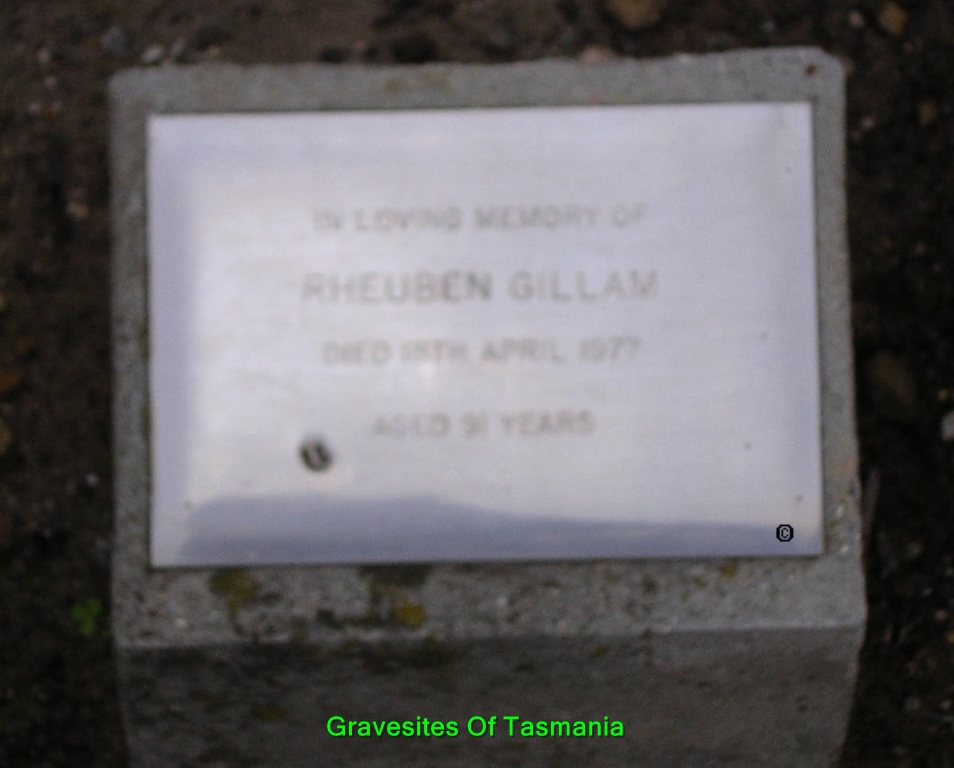 IN LOVING MEMORY OF
RHEUBEN GILLAM
DIED APRIL 1977
AGED 91 YEARS
©
Gravesites Of Tasmania